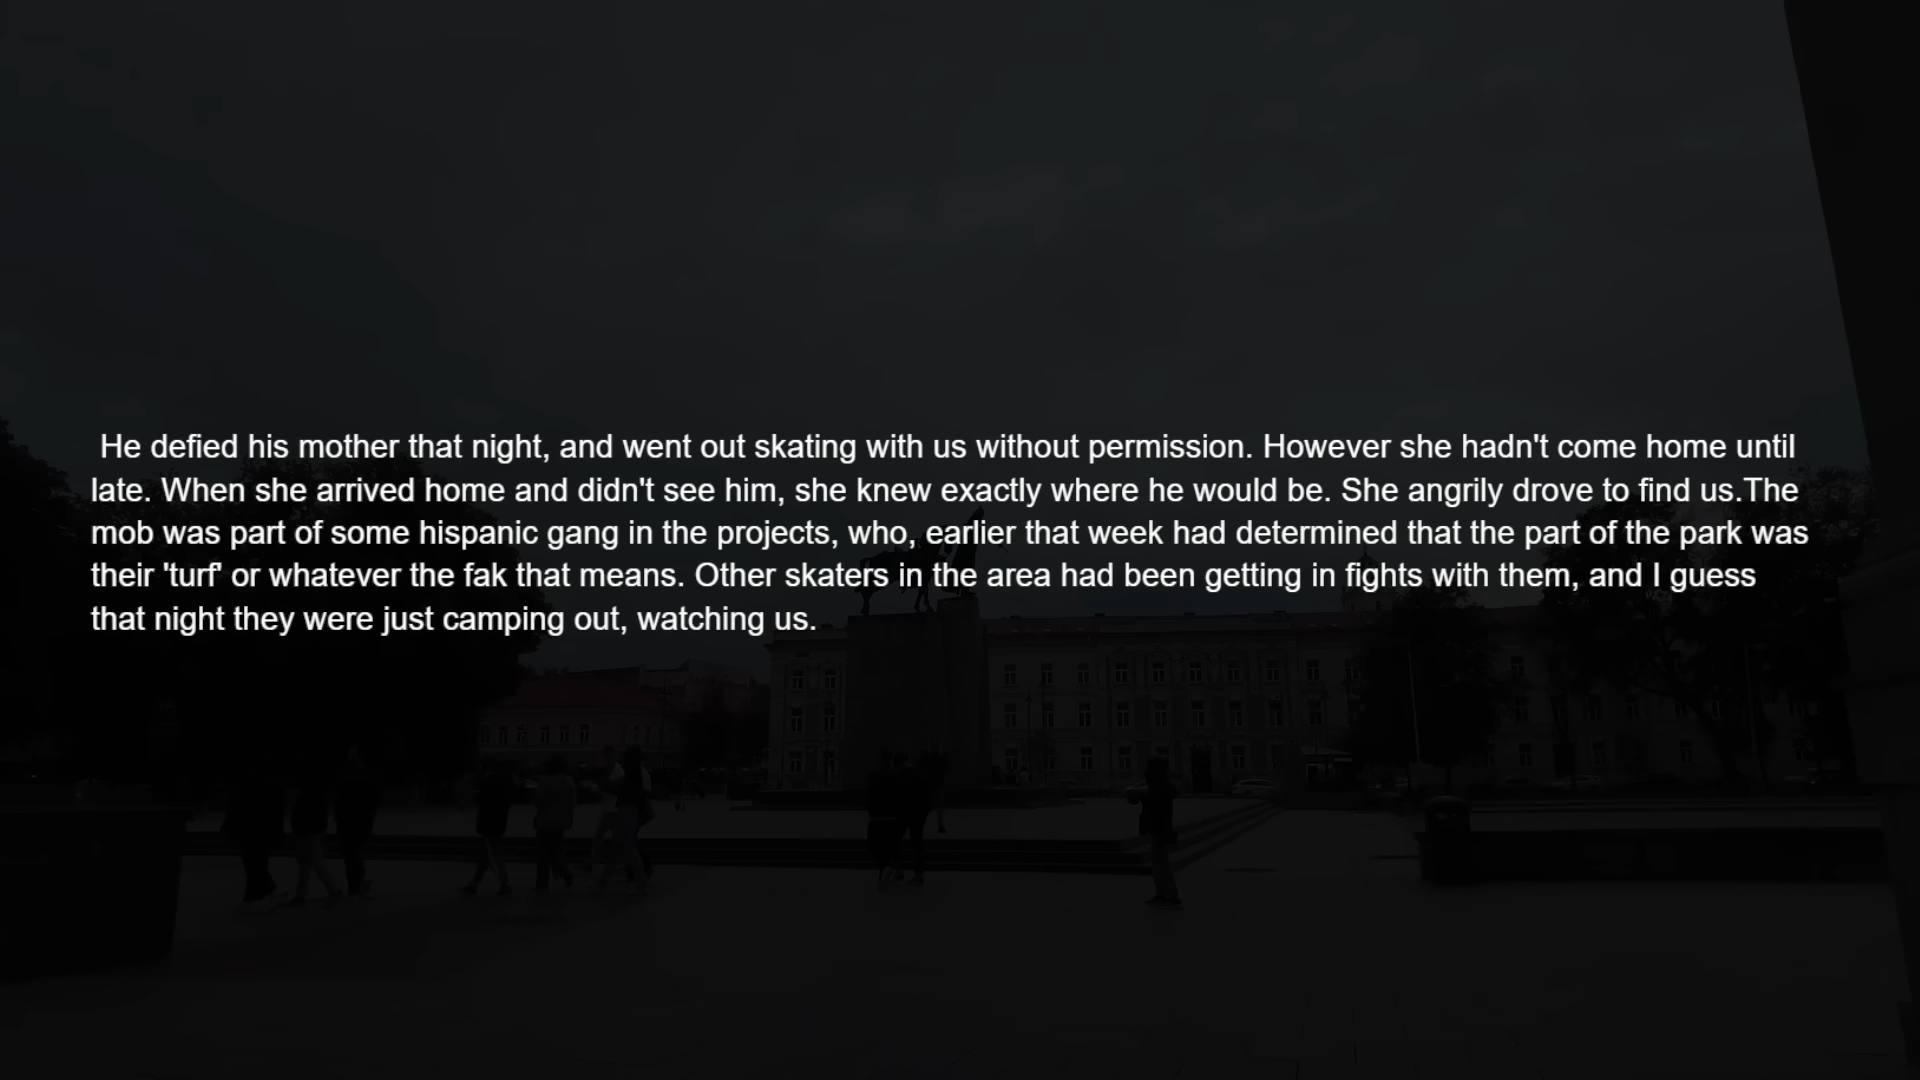 He defied his mother that night, and went out skating with us without permission. However she hadn't come home until
late. When she arrived home and didn't see him, she knew exactly where he would be. She angrily drove to find us.The
mob was part of some hispanic gang in the projects, who, earlier that week had determined that the part of the park was
their 'turf' or whatever the fak that means. Other skaters in the area had been getting in fights with them, and I guess
that night they were just camping out, watching us.